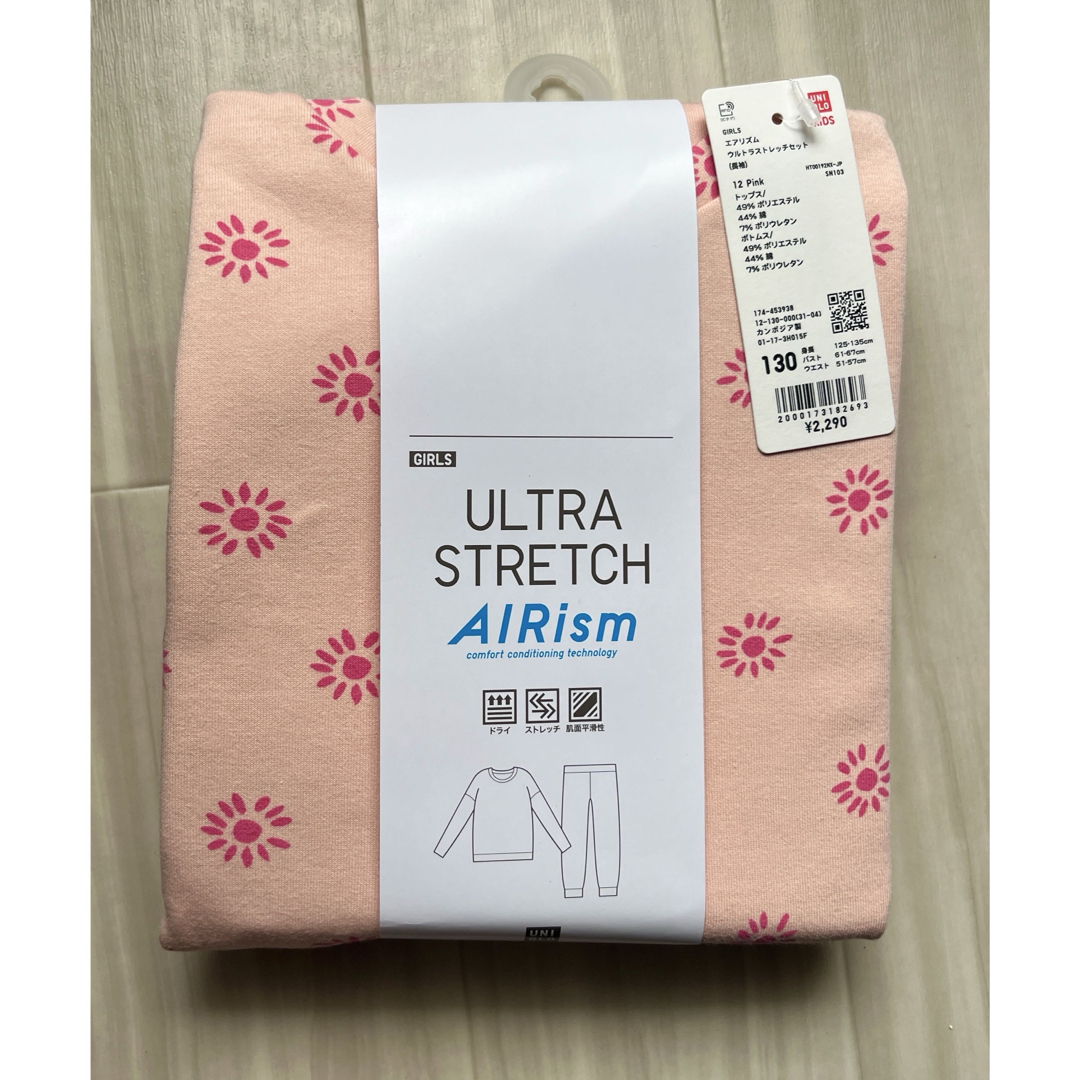 GIRLS
ULTRA
STRETCH
AIRism
comfort conditioning technology
ドライ
ストレッチ
肌面平滑性
UNI
UNI
QLO
KIDS
GIRLS
エアリズム
ウルトラストレッチセット
(長袖)
HT00192RX-JP
SN103
12 Pink
トップス/
49% ポリエステル
44% 綿
7% ポリウレタン
ボトムス/
49% ポリエステル
44% 綿
7% ポリウレタン
174-453938
12-130-000(31-04)
カンボジア製
01-17-3H015F
130
身長 125-135cm
バスト 61-67cm
ウエスト 51-57cm
2000173182693
¥2,290